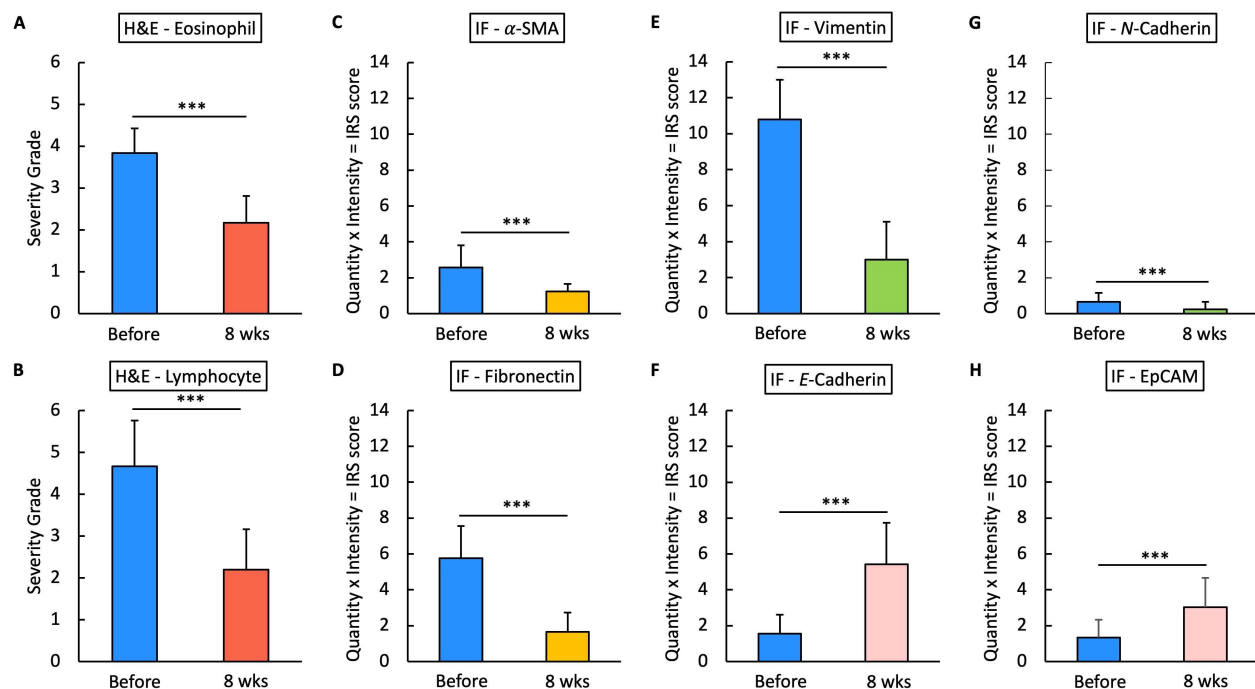 A
H&E - Eosinophil
Severity Grade
6
5
4
3
2
1
0
***
Before
8 wks
C
IF - α-SMA
Quantity x Intensity = IRS score
14
12
10
8
6
4
2
0
***
Before
8 wks
E
IF - Vimentin
Quantity x Intensity = IRS score
14
12
10
8
6
4
2
0
***
Before
8 wks
G
IF - N-Cadherin
Quantity x Intensity = IRS score
14
12
10
8
6
4
2
0
***
Before
8 wks
B
H&E - Lymphocyte
Severity Grade
6
5
4
3
2
1
0
***
Before
8 wks
D
IF - Fibronectin
Quantity x Intensity = IRS score
14
12
10
8
6
4
2
0
***
Before
8 wks
F
IF - E-Cadherin
Quantity x Intensity = IRS score
14
12
10
8
6
4
2
0
***
Before
8 wks
H
IF - EpCAM
Quantity x Intensity = IRS score
14
12
10
8
6
4
2
0
***
Before
8 wks